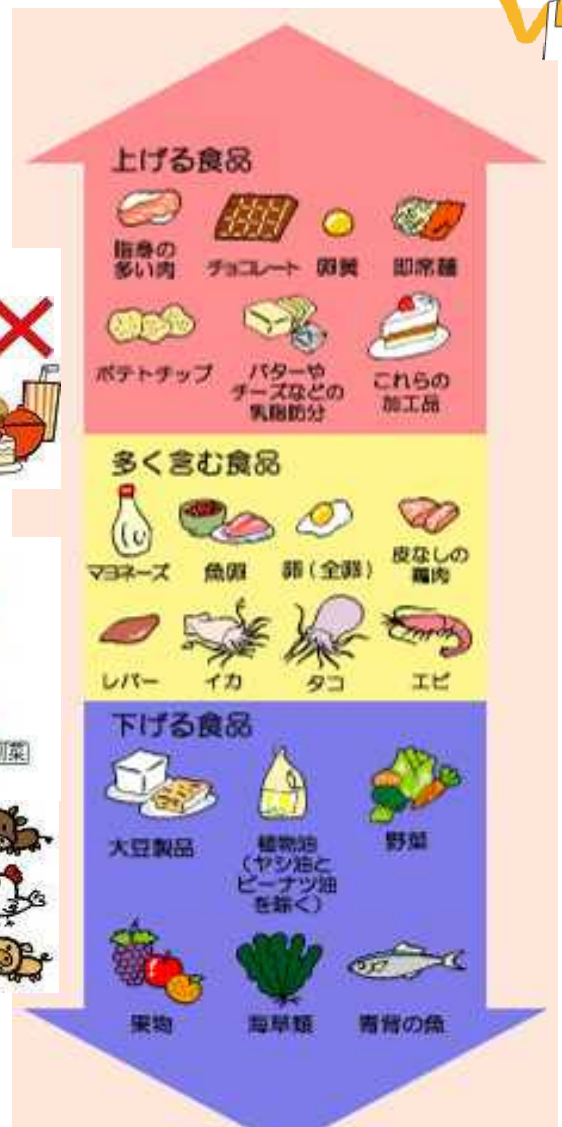 上げる食品
脂身の
多い肉
チョコレート
卵黄
即席麺
ポテトチップ
バターや
チーズなどの
乳脂肪分
これらの
加工品
多く含む食品
マヨネーズ
魚卵
卵(全卵)
皮なしの
鶏肉
レバー
イカ
タコ
エビ
下げる食品
大豆製品
植物油
(ヤシ油と
ピーナツ油
を除く)
野菜
果物
海草類
青背の魚